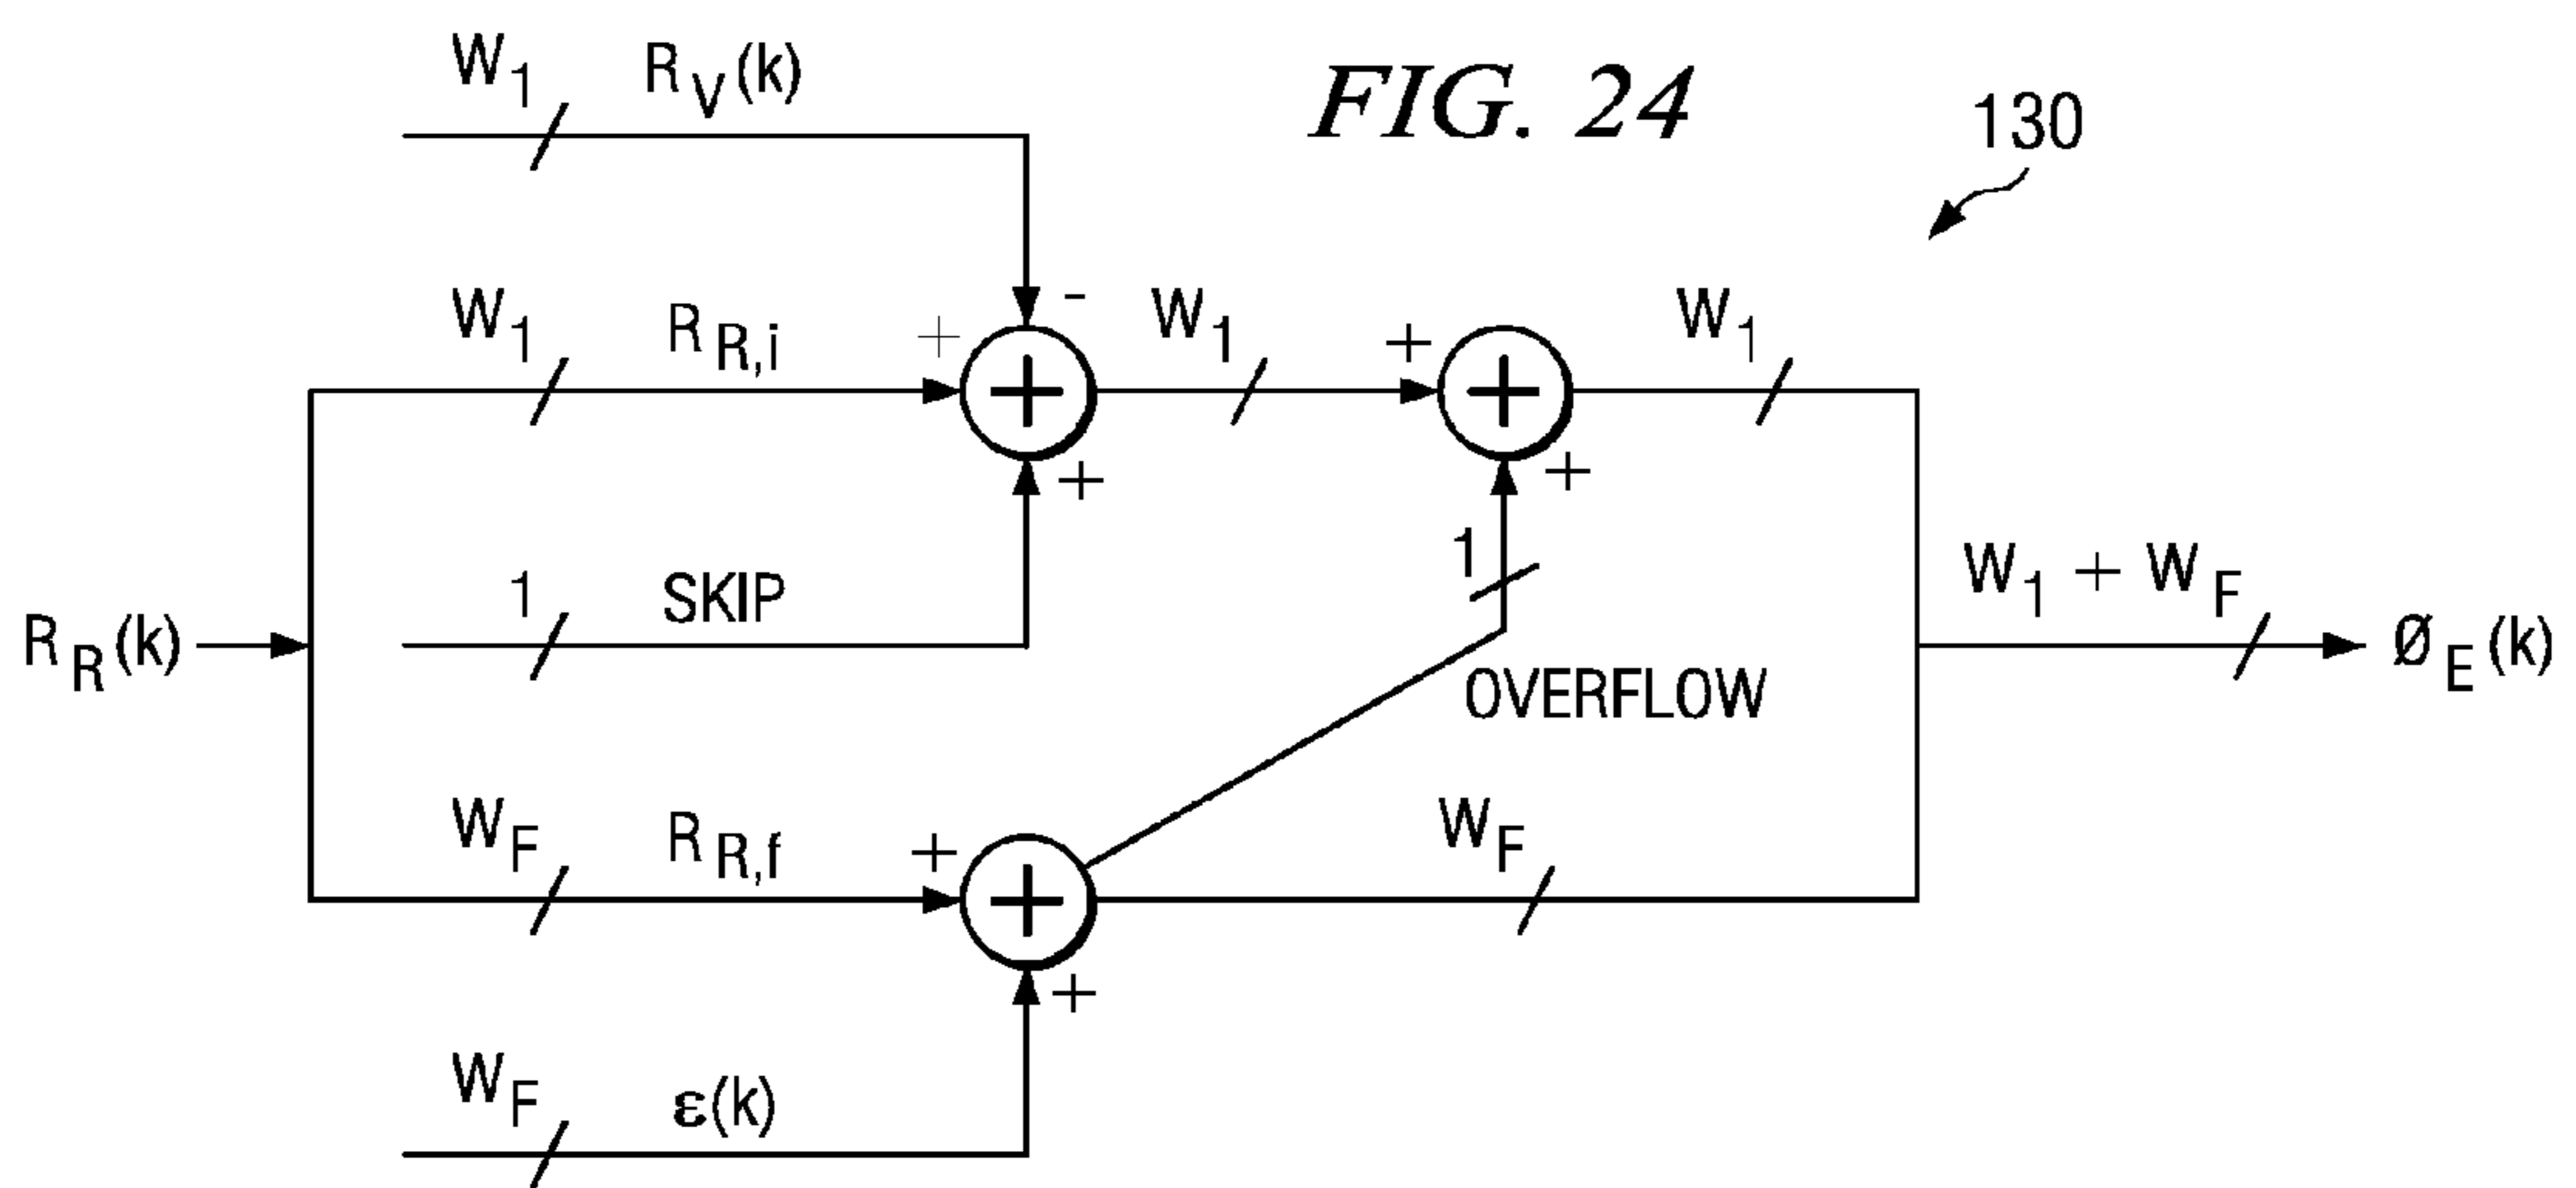 W1 RV(k)
FIG. 24
130
-
W1 RR,i + W1 + W1
+ +
1 SKIP 1
RR(k) W1 + WF ØE(k)
OVERFLOW
WF RR,f + WF
+
WF ε(k)